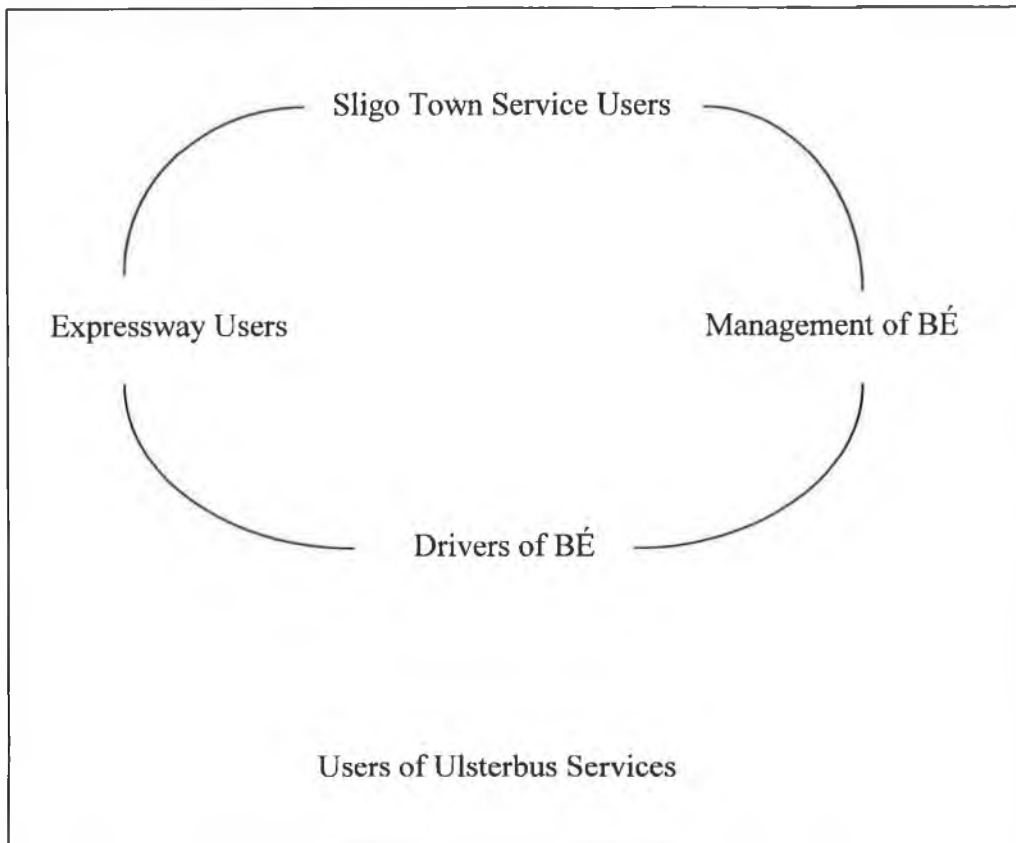 Sligo Town Service Users
Expressway Users
Management of BÉ
Drivers of BÉ
Users of Ulsterbus Services